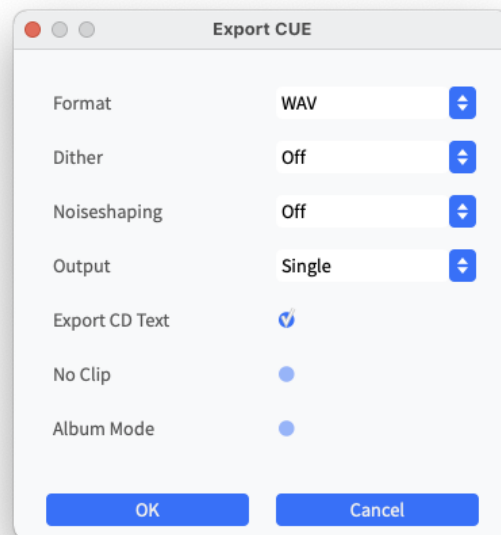 Export CUE
Format WAV
Dither Off
Noiseshaping Off
Output Single
Export CD Text
No Clip
Album Mode
OK Cancel